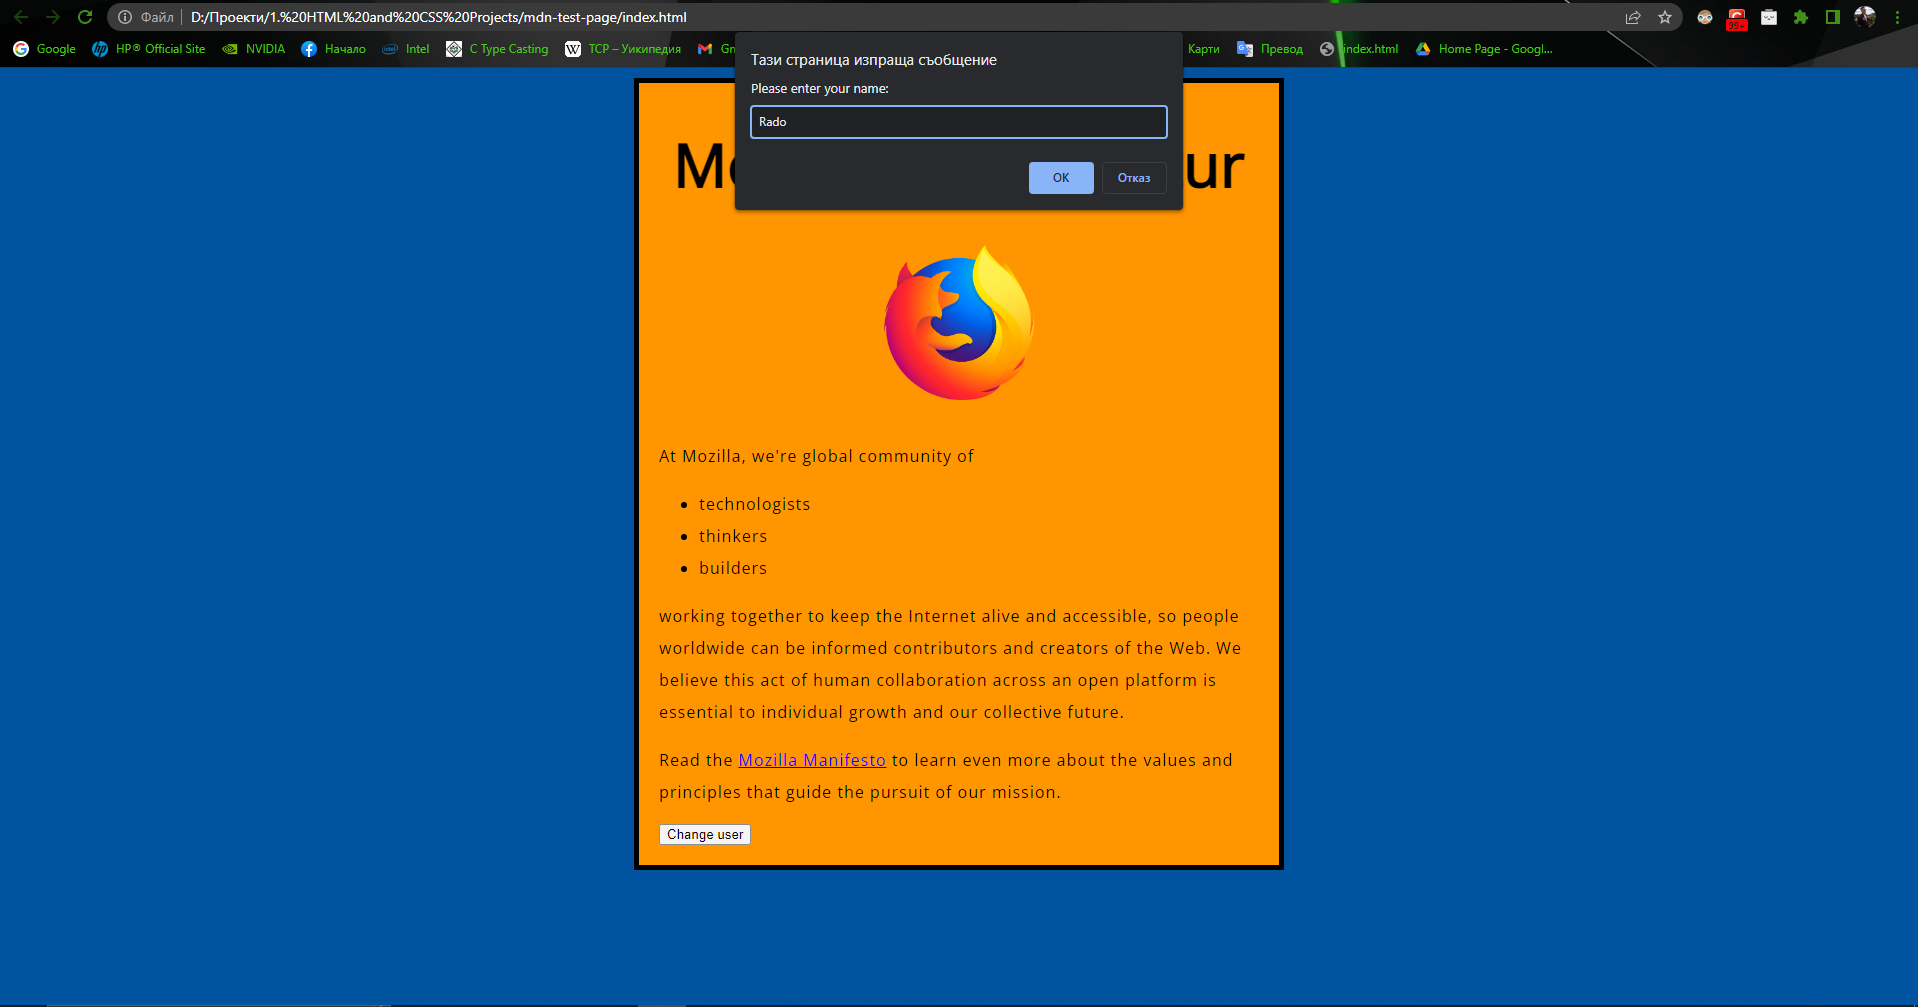 Файл
D:/Проекти/1.%20HTML%20and%20CSS%20Projects/mdn-test-page/index.html
99+
Google HP® Official Site NVIDIA Начало Intel C Type Casting TCP – Уикипедия Карти Превод index.html Home Page - Googl...
Тази страница изпраща съобщение
Please enter your name:
Rado
OK Отказ
ur
At Mozilla, we're global community of
• technologists
• thinkers
• builders
working together to keep the Internet alive and accessible, so people
worldwide can be informed contributors and creators of the Web. We
believe this act of human collaboration across an open platform is
essential to individual growth and our collective future.
Read the Mozilla Manifesto to learn even more about the values and
principles that guide the pursuit of our mission.
Change user